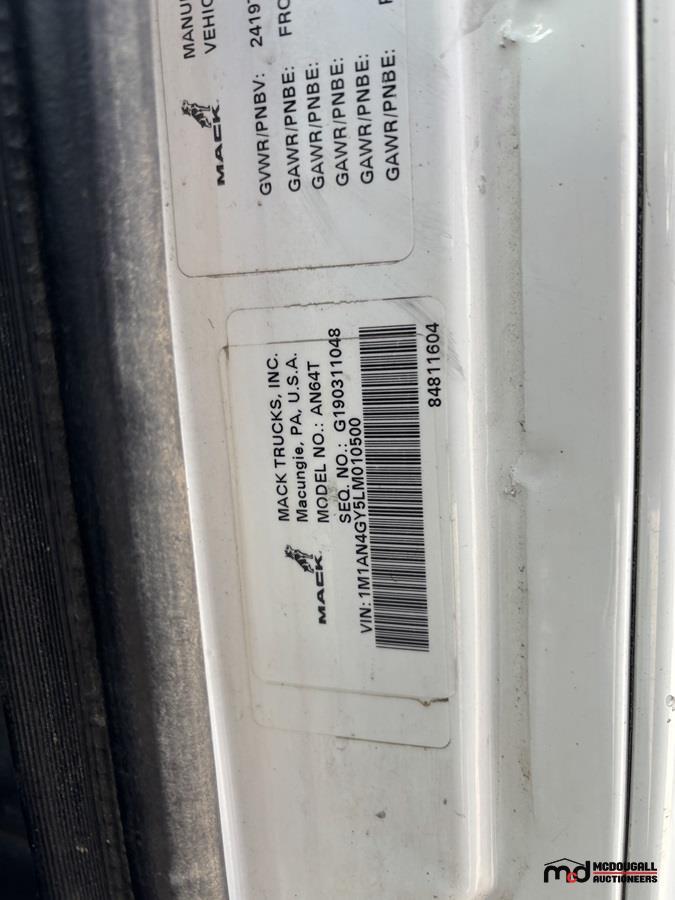 MACK
GVWR/PNBV: 2419
GAWR/PNBE: FRO
GAWR/PNBE:
GAWR/PNBE:
GAWR/PNBE:
GAWR/PNBE:
MANU
VEHIC
MACK
MACK TRUCKS, INC.
Macungie, PA, U.S.A.
MODEL NO.: AN64T
SEQ. NO.: G190311048
VIN: 1M1AN4GY5LM010500
84811604
md MCDOUGALL
AUCTIONEERS